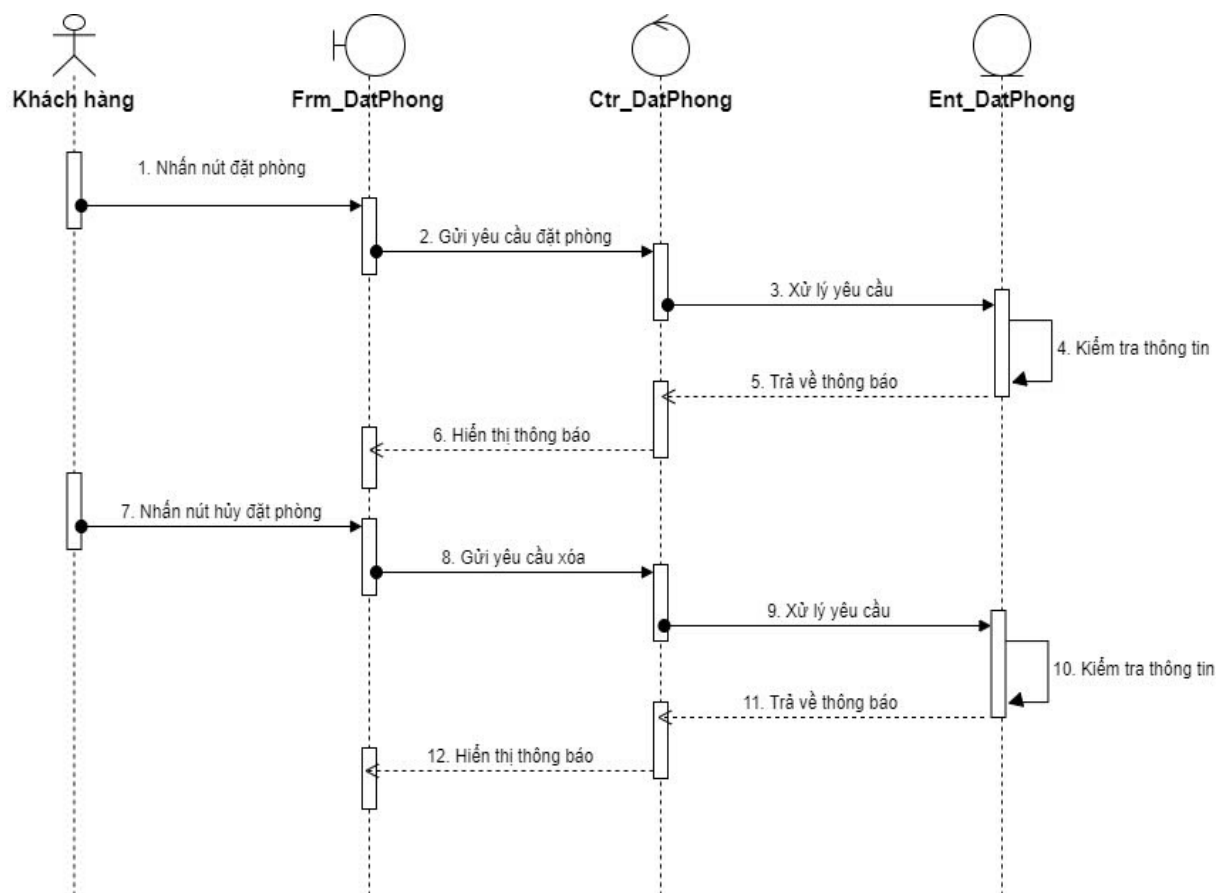 Khách hàng
Frm_DatPhong
Ctr_DatPhong
Ent_DatPhong
1. Nhấn nút đặt phòng
2. Gửi yêu cầu đặt phòng
3. Xử lý yêu cầu
4. Kiểm tra thông tin
5. Trả về thông báo
6. Hiển thị thông báo
7. Nhấn nút hủy đặt phòng
8. Gửi yêu cầu xóa
9. Xử lý yêu cầu
10. Kiểm tra thông tin
11. Trả về thông báo
12. Hiển thị thông báo